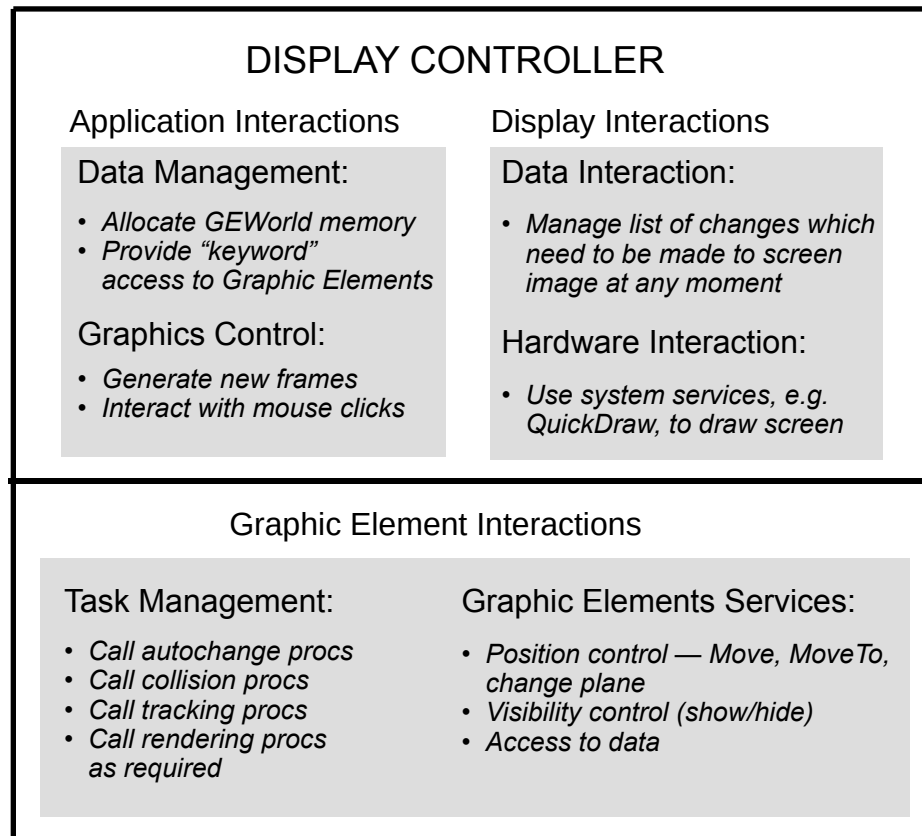 DISPLAY CONTROLLER
Application Interactions
Data Management:
• Allocate GEWorld memory
• Provide “keyword”
access to Graphic Elements
Graphics Control:
• Generate new frames
• Interact with mouse clicks
Display Interactions
Data Interaction:
• Manage list of changes which
need to be made to screen
image at any moment
Hardware Interaction:
• Use system services, e.g.
QuickDraw, to draw screen
Graphic Element Interactions
Task Management:
• Call autochange procs
• Call collision procs
• Call tracking procs
• Call rendering procs
as required
Graphic Elements Services:
• Position control — Move, MoveTo,
change plane
• Visibility control (show/hide)
• Access to data